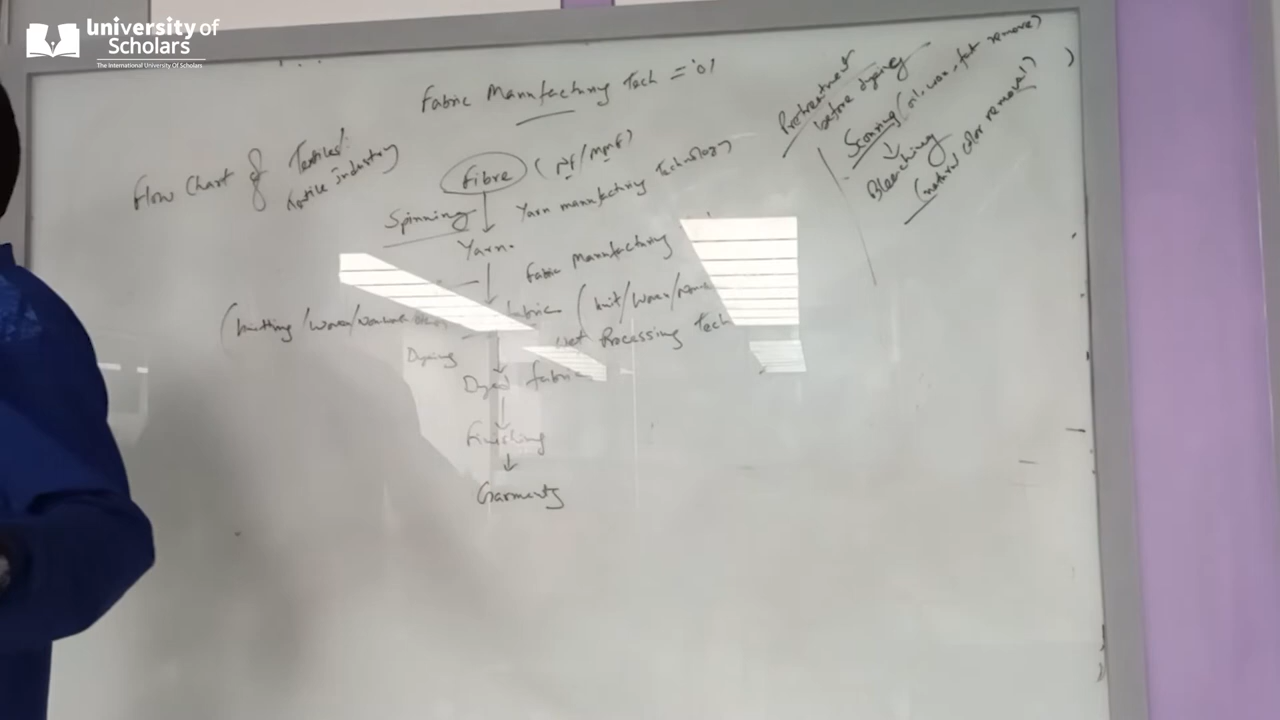 University of
Scholars
The International University Of Scholars
Fabric Manufacturing Tech = '01
Flow Chart of Textiles/
textile industry
Fibre (NF/MMF)
Spinning
Yarn manufacturing Technology
Yarn.
Fabric Manufacturing
(knitting/woven/
fabric (knit/woven/
Wet Processing Tech
Dyeing
Dyed fabric
Finishing
Garments
Pretreatment
before dyeing
Scouring (oil, wax, fat remove)
Bleaching
(natural color removal)